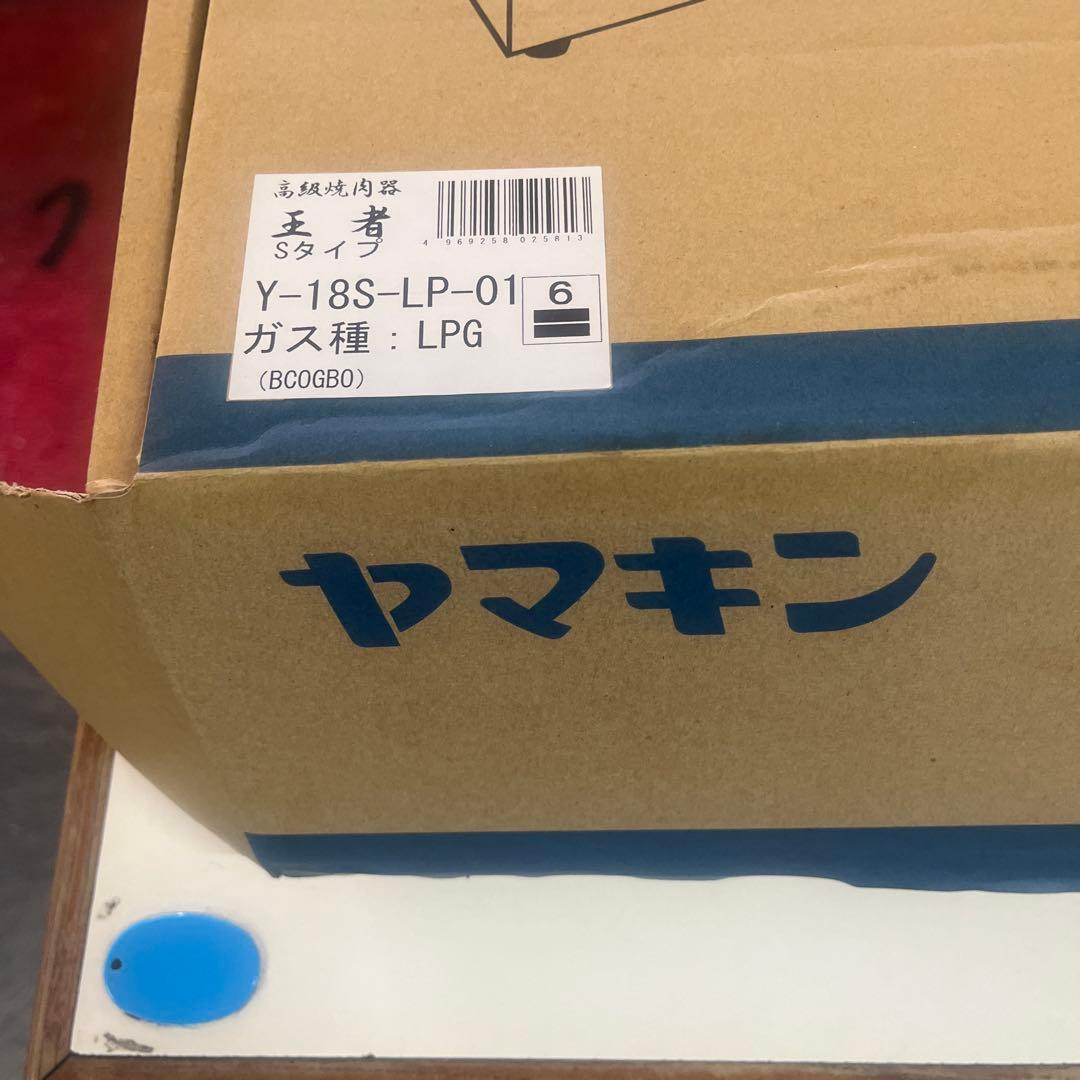 高級焼肉器
王者
Sタイプ
4 969258 025813
Y-18S-LP-01
6
ガス種：LPG
(BC0GB0)
ヤマキン